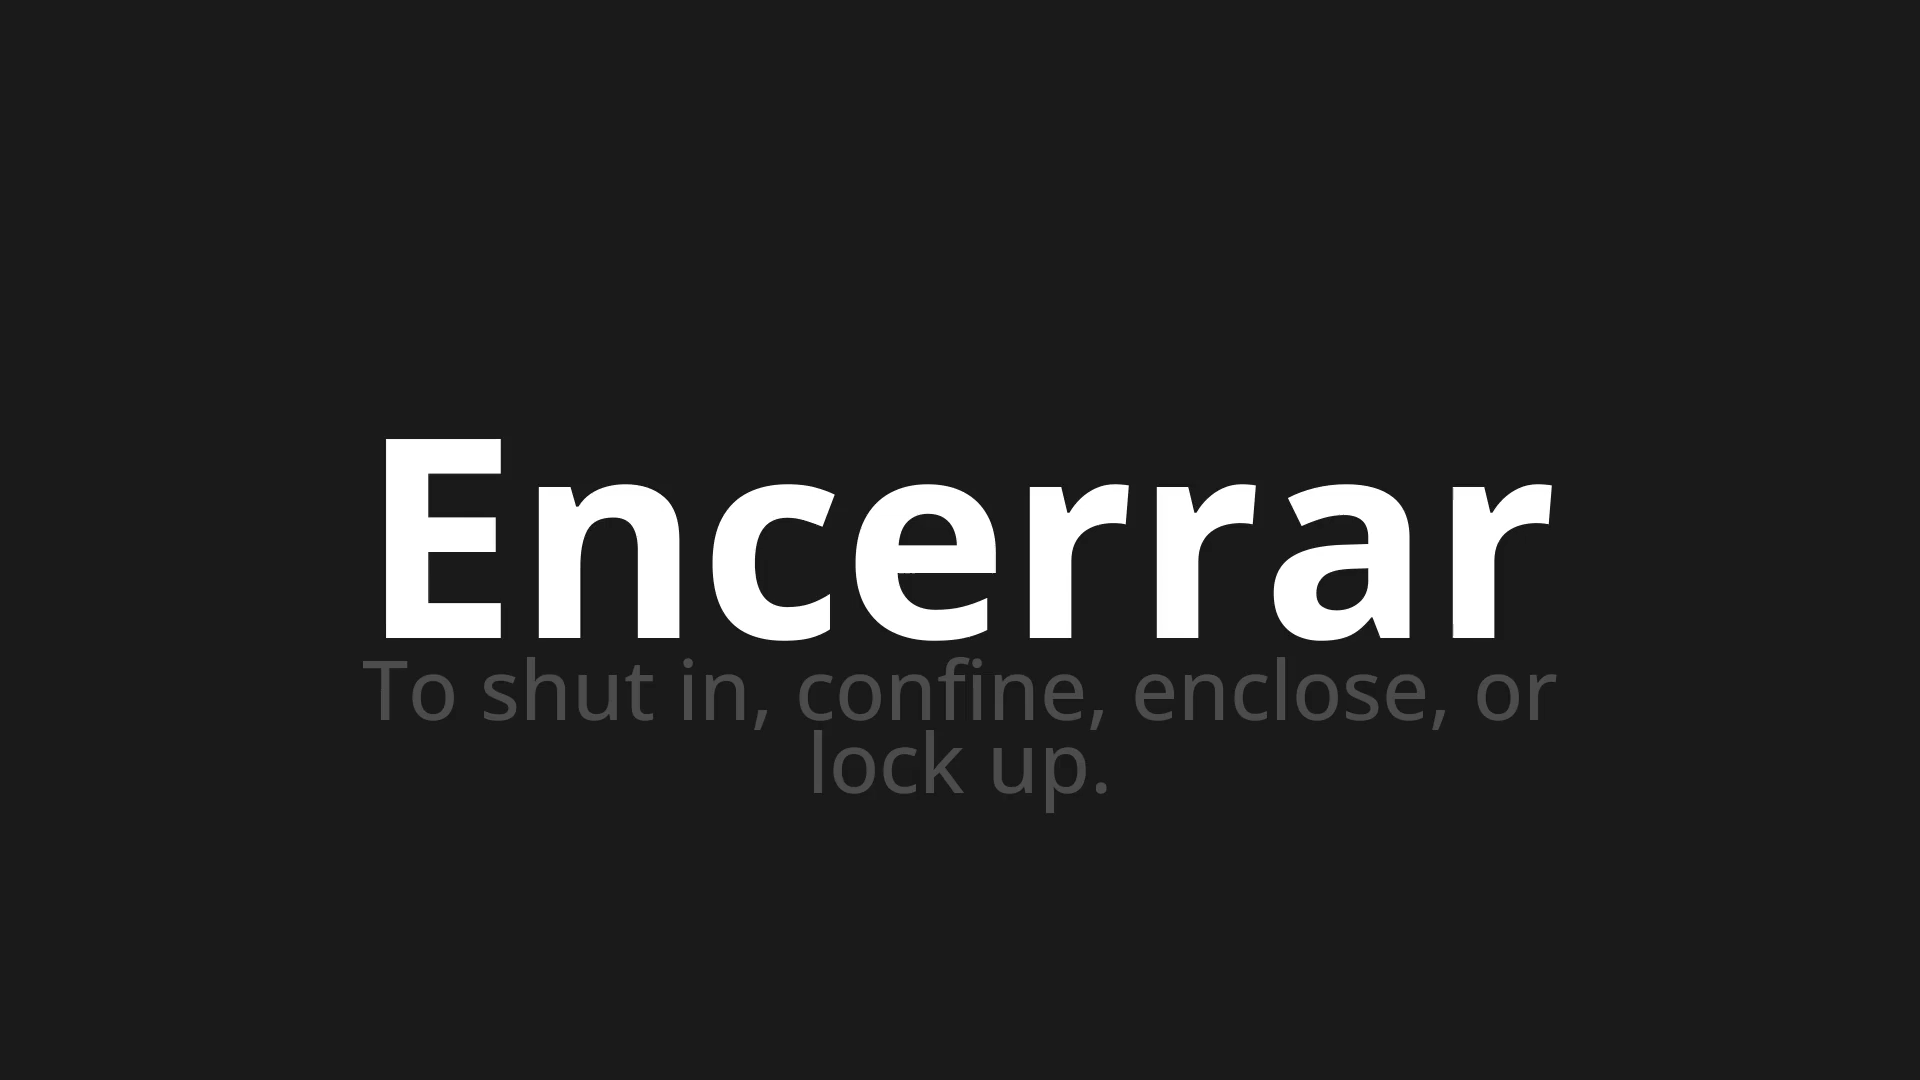 Encerrar
To shut in, confine, enclose, or
lock up.